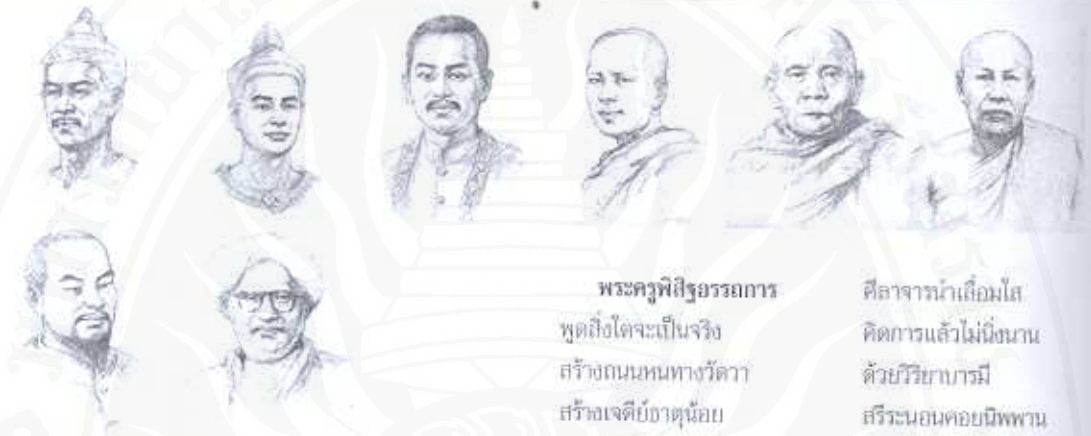 พระครูพิสิฐอรรถการ ศีลาจารน่าเลื่อมใส
พูดสิ่งใดจะเป็นจริง คิดการแล้วไม่นิ่งนาน
สร้างถนนหนทางวัดวา ด้วยวิริยาบารมี
สร้างเจดีย์ธาตุน้อย สรีระนอนคอยนิพพาน